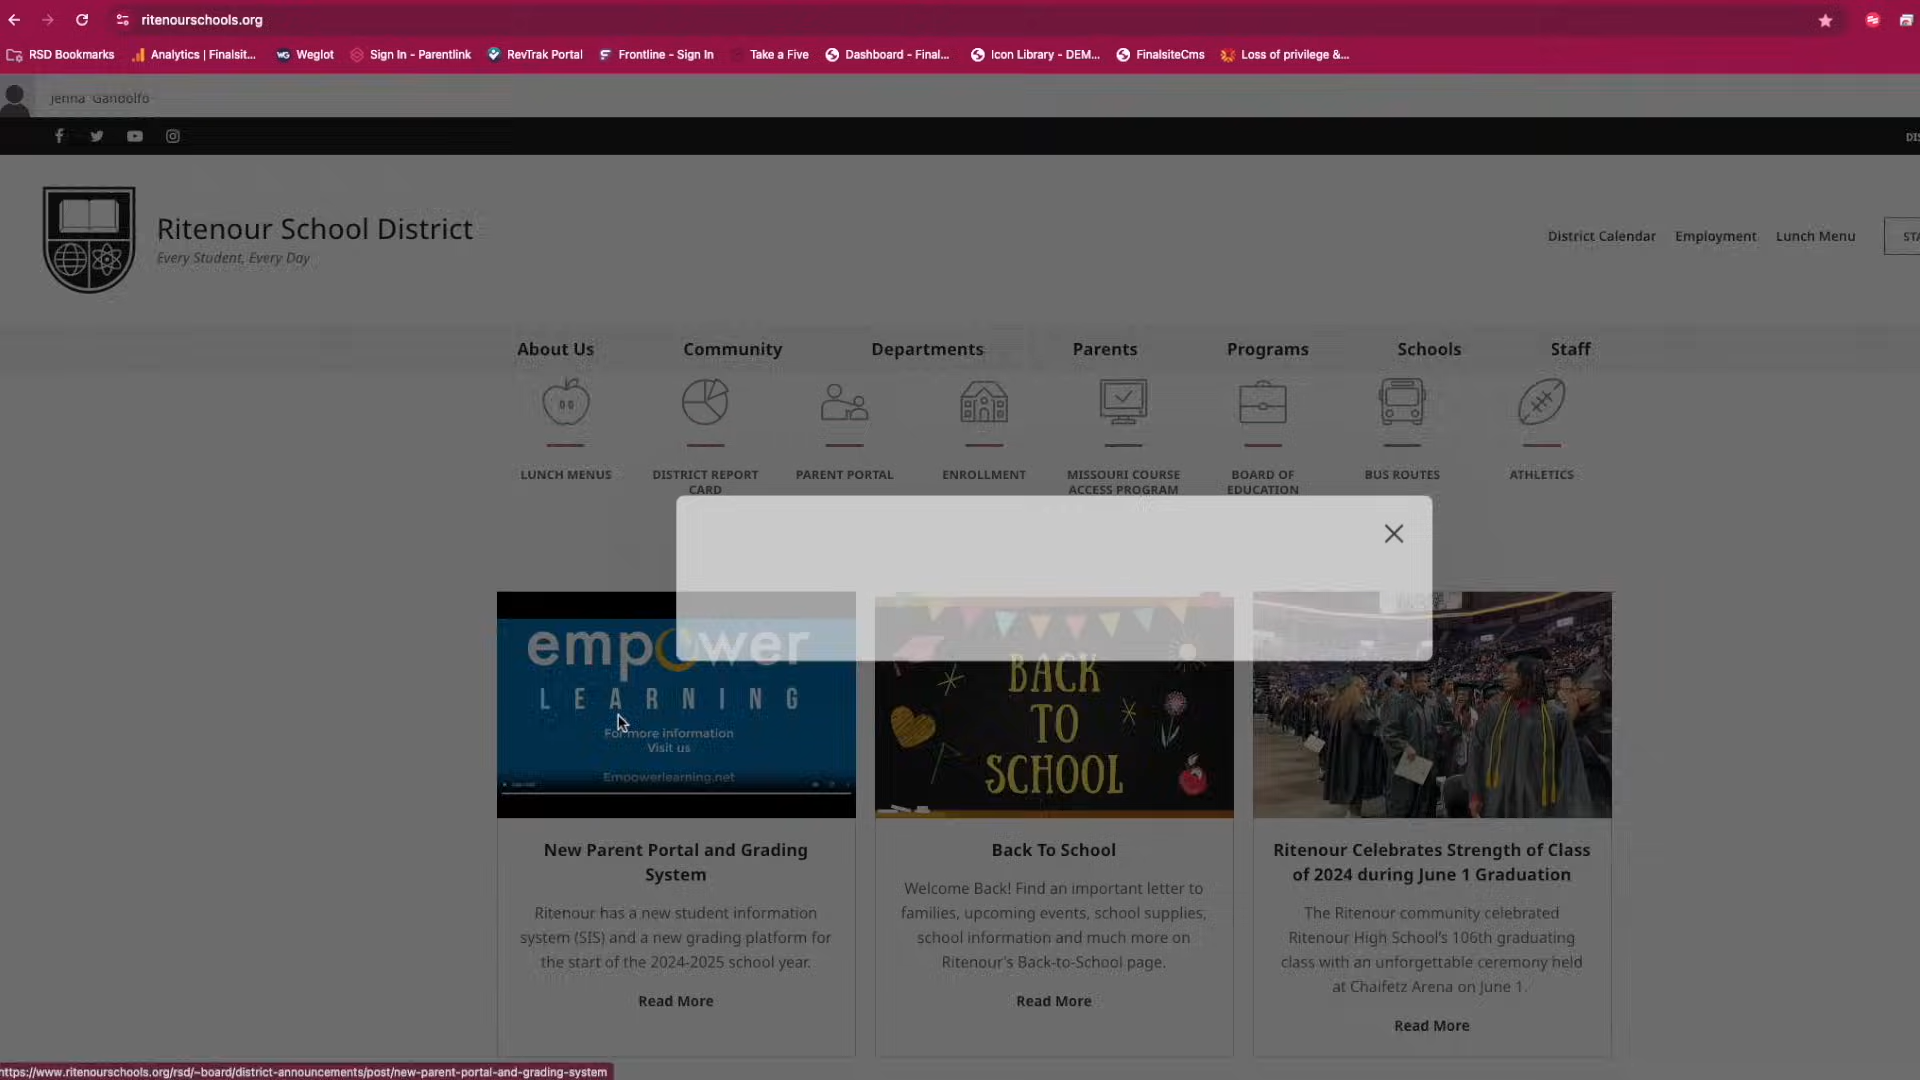 ritenourschools.org
RSD Bookmarks
Analytics | Finalsit...
Weglot
Sign In - Parentlink
RevTrak Portal
Frontline - Sign In
Take a Five
Dashboard - Final...
Icon Library - DEM...
FinalsiteCms
Loss of privilege &...
Jenna Gandolfo
DIS
Ritenour School District
Every Student, Every Day
District Calendar
Employment
Lunch Menu
STA
About Us
Community
Departments
Parents
Programs
Schools
Staff
LUNCH MENUS
DISTRICT REPORT
CARD
PARENT PORTAL
ENROLLMENT
MISSOURI COURSE
ACCESS PROGRAM
BOARD OF
EDUCATION
BUS ROUTES
ATHLETICS
empower
LEARNING
For more information
Visit us
Empowerlearning.net
BACK
TO
SCHOOL
New Parent Portal and Grading
System
Ritenour has a new student information
system (SIS) and a new grading platform for
the start of the 2024-2025 school year.
Read More
Back To School
Welcome Back! Find an important letter to
families, upcoming events, school supplies,
school information and much more on
Ritenour's Back-to-School page.
Read More
Ritenour Celebrates Strength of Class
of 2024 during June 1 Graduation
The Ritenour community celebrated
Ritenour High School's 106th graduating
class with an unforgettable ceremony held
at Chaifetz Arena on June 1.
Read More
https://www.ritenourschools.org/rsd/~board/district-announcements/post/new-parent-portal-and-grading-system